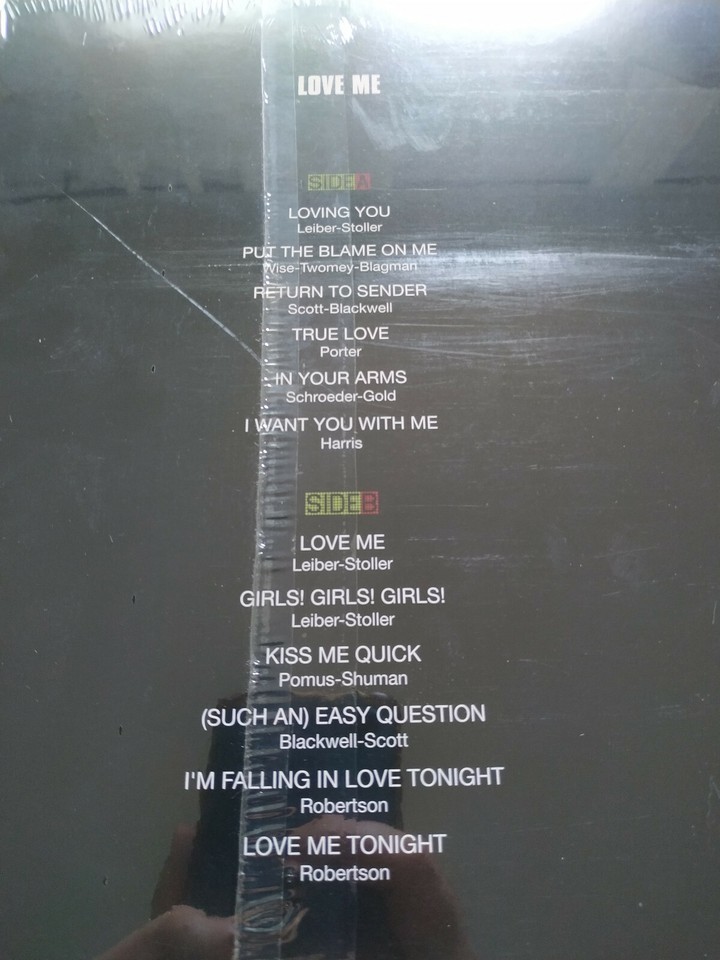 LOVE ME
SIDE A
LOVING YOU
Leiber-Stoller
PUT THE BLAME ON ME
Wise-Twomey-Blagman
RETURN TO SENDER
Scott-Blackwell
TRUE LOVE
Porter
IN YOUR ARMS
Schroeder-Gold
I WANT YOU WITH ME
Harris
SIDE B
LOVE ME
Leiber-Stoller
GIRLS! GIRLS! GIRLS!
Leiber-Stoller
KISS ME QUICK
Pomus-Shuman
(SUCH AN) EASY QUESTION
Blackwell-Scott
I'M FALLING IN LOVE TONIGHT
Robertson
LOVE ME TONIGHT
Robertson